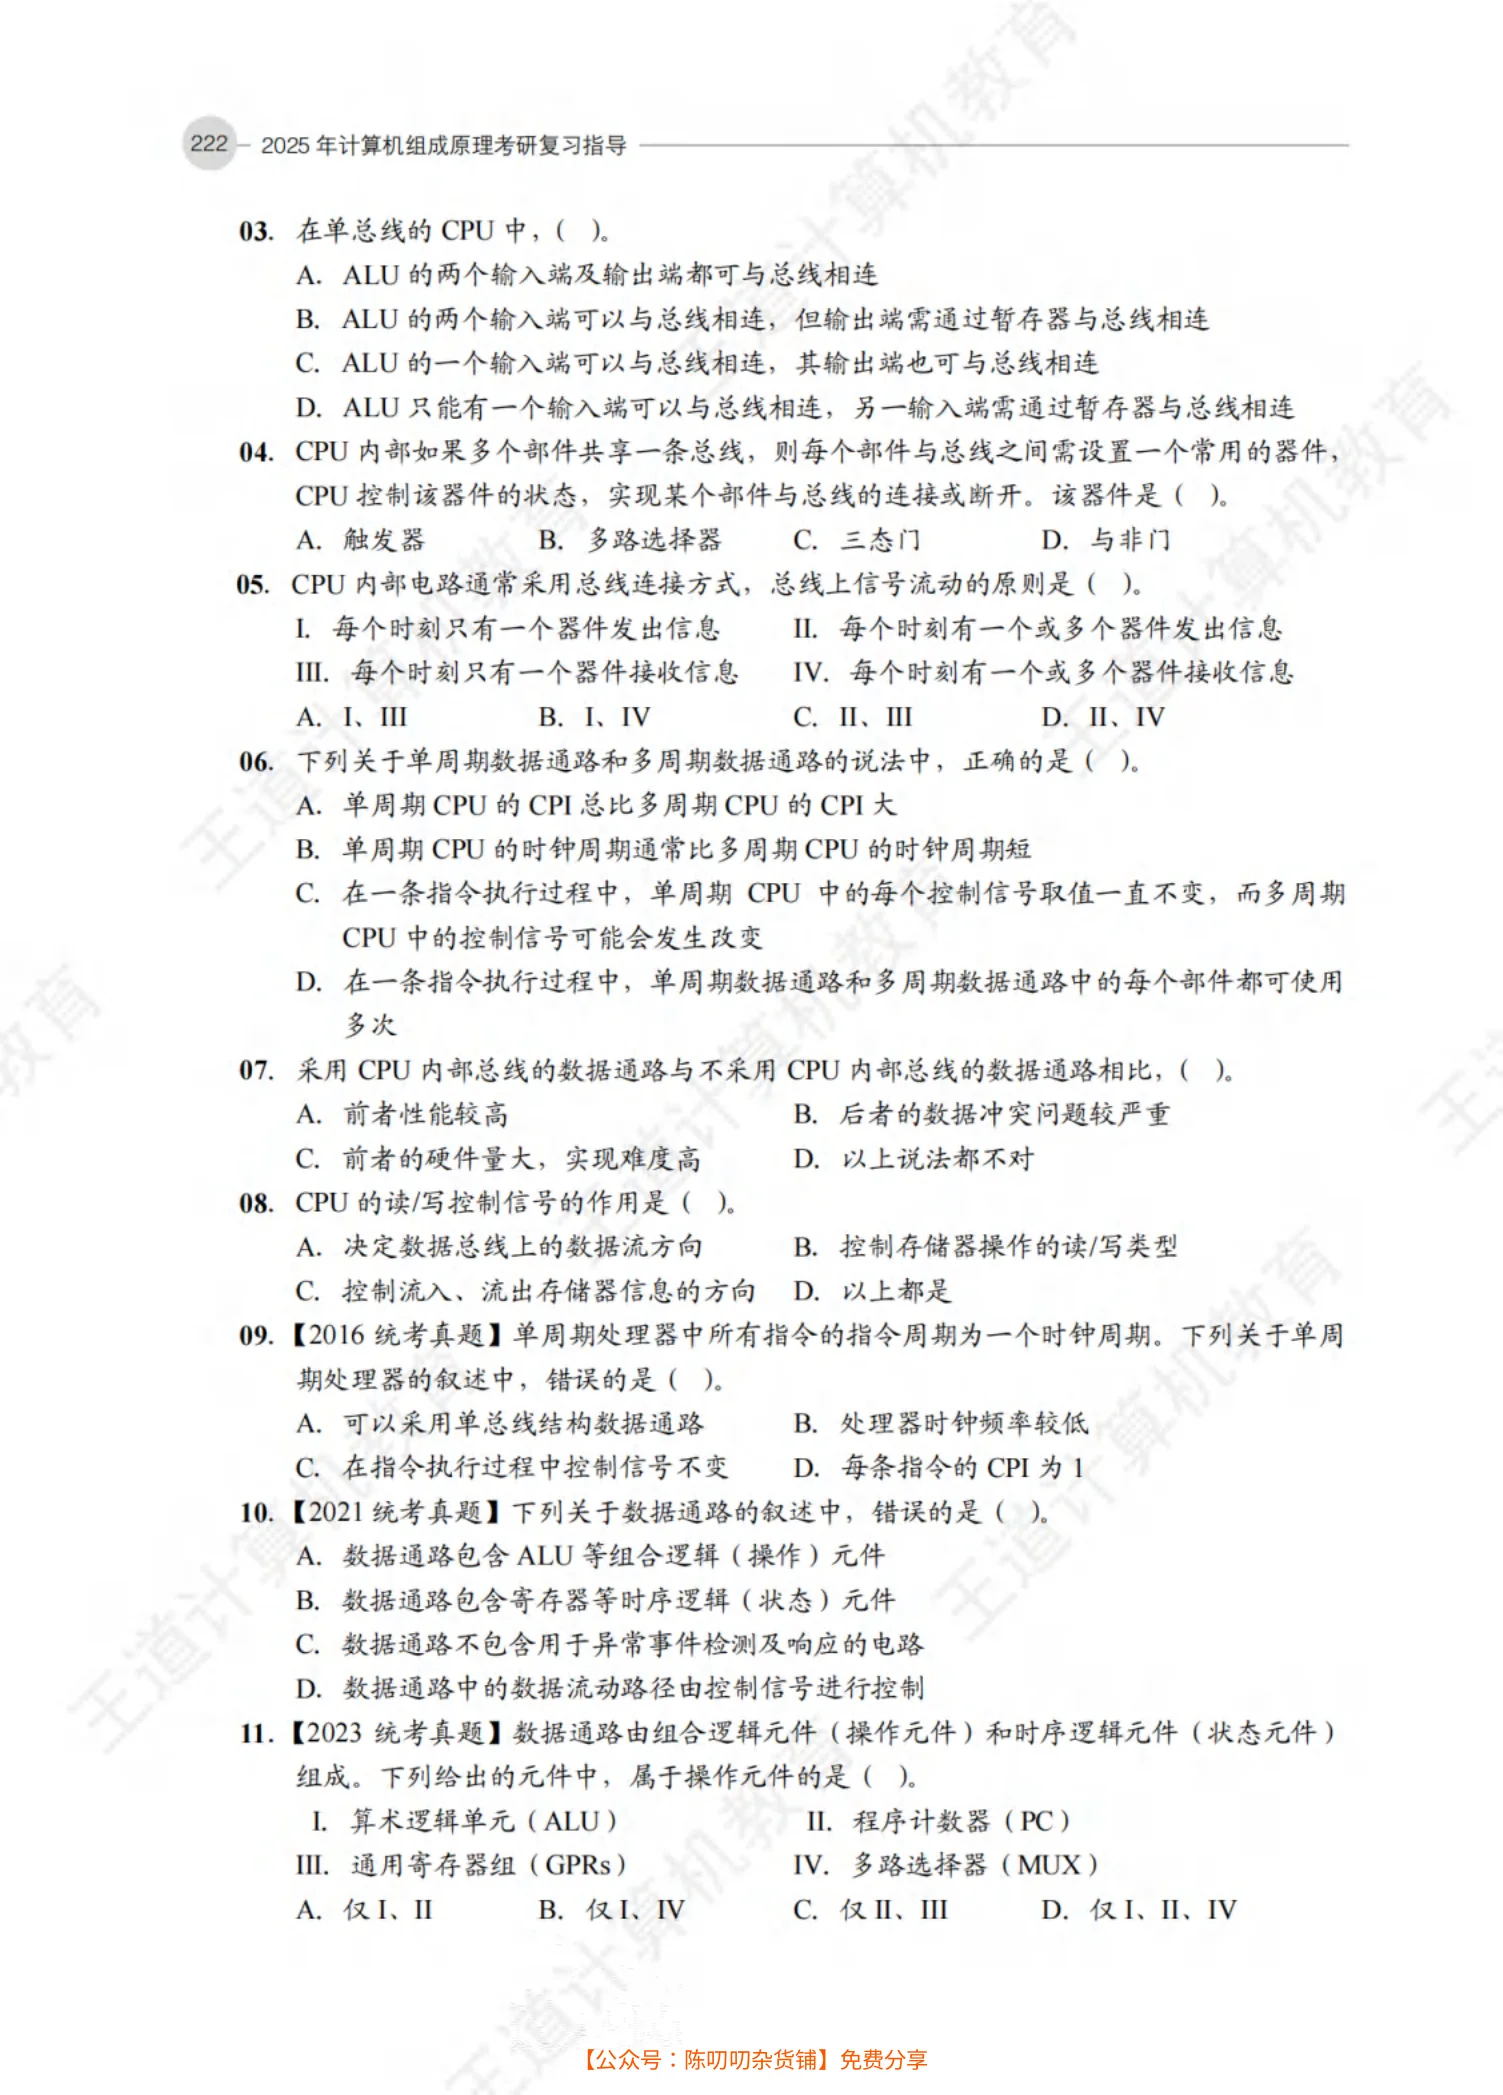 222 2025 年计算机组成原理考研复习指导
03. 在单总线的 CPU 中，（ ）。
A. ALU 的两个输入端及输出端都可与总线相连
B. ALU 的两个输入端可以与总线相连，但输出端需通过暂存器与总线相连
C. ALU 的一个输入端可以与总线相连，其输出端也可与总线相连
D. ALU 只能有一个输入端可以与总线相连，另一输入端需通过暂存器与总线相连
04. CPU 内部如果多个部件共享一条总线，则每个部件与总线之间需设置一个常用的器件，
CPU 控制该器件的状态，实现某个部件与总线的连接或断开。该器件是（ ）。
A. 触发器 B. 多路选择器 C. 三态门 D. 与非门
05. CPU 内部电路通常采用总线连接方式，总线上信号流动的原则是（ ）。
I. 每个时刻只有一个器件发出信息 II. 每个时刻有一个或多个器件发出信息
III. 每个时刻只有一个器件接收信息 IV. 每个时刻有一个或多个器件接收信息
A. I、III B. I、IV C. II、III D. II、IV
06. 下列关于单周期数据通路和多周期数据通路的说法中，正确的是（ ）。
A. 单周期 CPU 的 CPI 总比多周期 CPU 的 CPI 大
B. 单周期 CPU 的时钟周期通常比多周期 CPU 的时钟周期短
C. 在一条指令执行过程中，单周期 CPU 中的每个控制信号取值一直不变，而多周期
CPU 中的控制信号可能会发生改变
D. 在一条指令执行过程中，单周期数据通路和多周期数据通路中的每个部件都可使用
多次
07. 采用 CPU 内部总线的数据通路与不采用 CPU 内部总线的数据通路相比，（ ）。
A. 前者性能较高 B. 后者的数据冲突问题较严重
C. 前者的硬件量大，实现难度高 D. 以上说法都不对
08. CPU 的读/写控制信号的作用是（ ）。
A. 决定数据总线上的数据流方向 B. 控制存储器操作的读/写类型
C. 控制流入、流出存储器信息的方向 D. 以上都是
09. 【2016 统考真题】单周期处理器中所有指令的指令周期为一个时钟周期。下列关于单周
期处理器的叙述中，错误的是（ ）。
A. 可以采用单总线结构数据通路 B. 处理器时钟频率较低
C. 在指令执行过程中控制信号不变 D. 每条指令的 CPI 为 1
10. 【2021 统考真题】下列关于数据通路的叙述中，错误的是（ ）。
A. 数据通路包含 ALU 等组合逻辑（操作）元件
B. 数据通路包含寄存器等时序逻辑（状态）元件
C. 数据通路不包含用于异常事件检测及响应的电路
D. 数据通路中的数据流动路径由控制信号进行控制
11. 【2023 统考真题】数据通路由组合逻辑元件（操作元件）和时序逻辑元件（状态元件）
组成。下列给出的元件中，属于操作元件的是（ ）。
I. 算术逻辑单元（ALU） II. 程序计数器（PC）
III. 通用寄存器组（GPRs） IV. 多路选择器（MUX）
A. 仅 I、II B. 仅 I、IV C. 仅 II、III D. 仅 I、II、IV
王道计算机教育
【公众号：陈叨叨杂货铺】免费分享